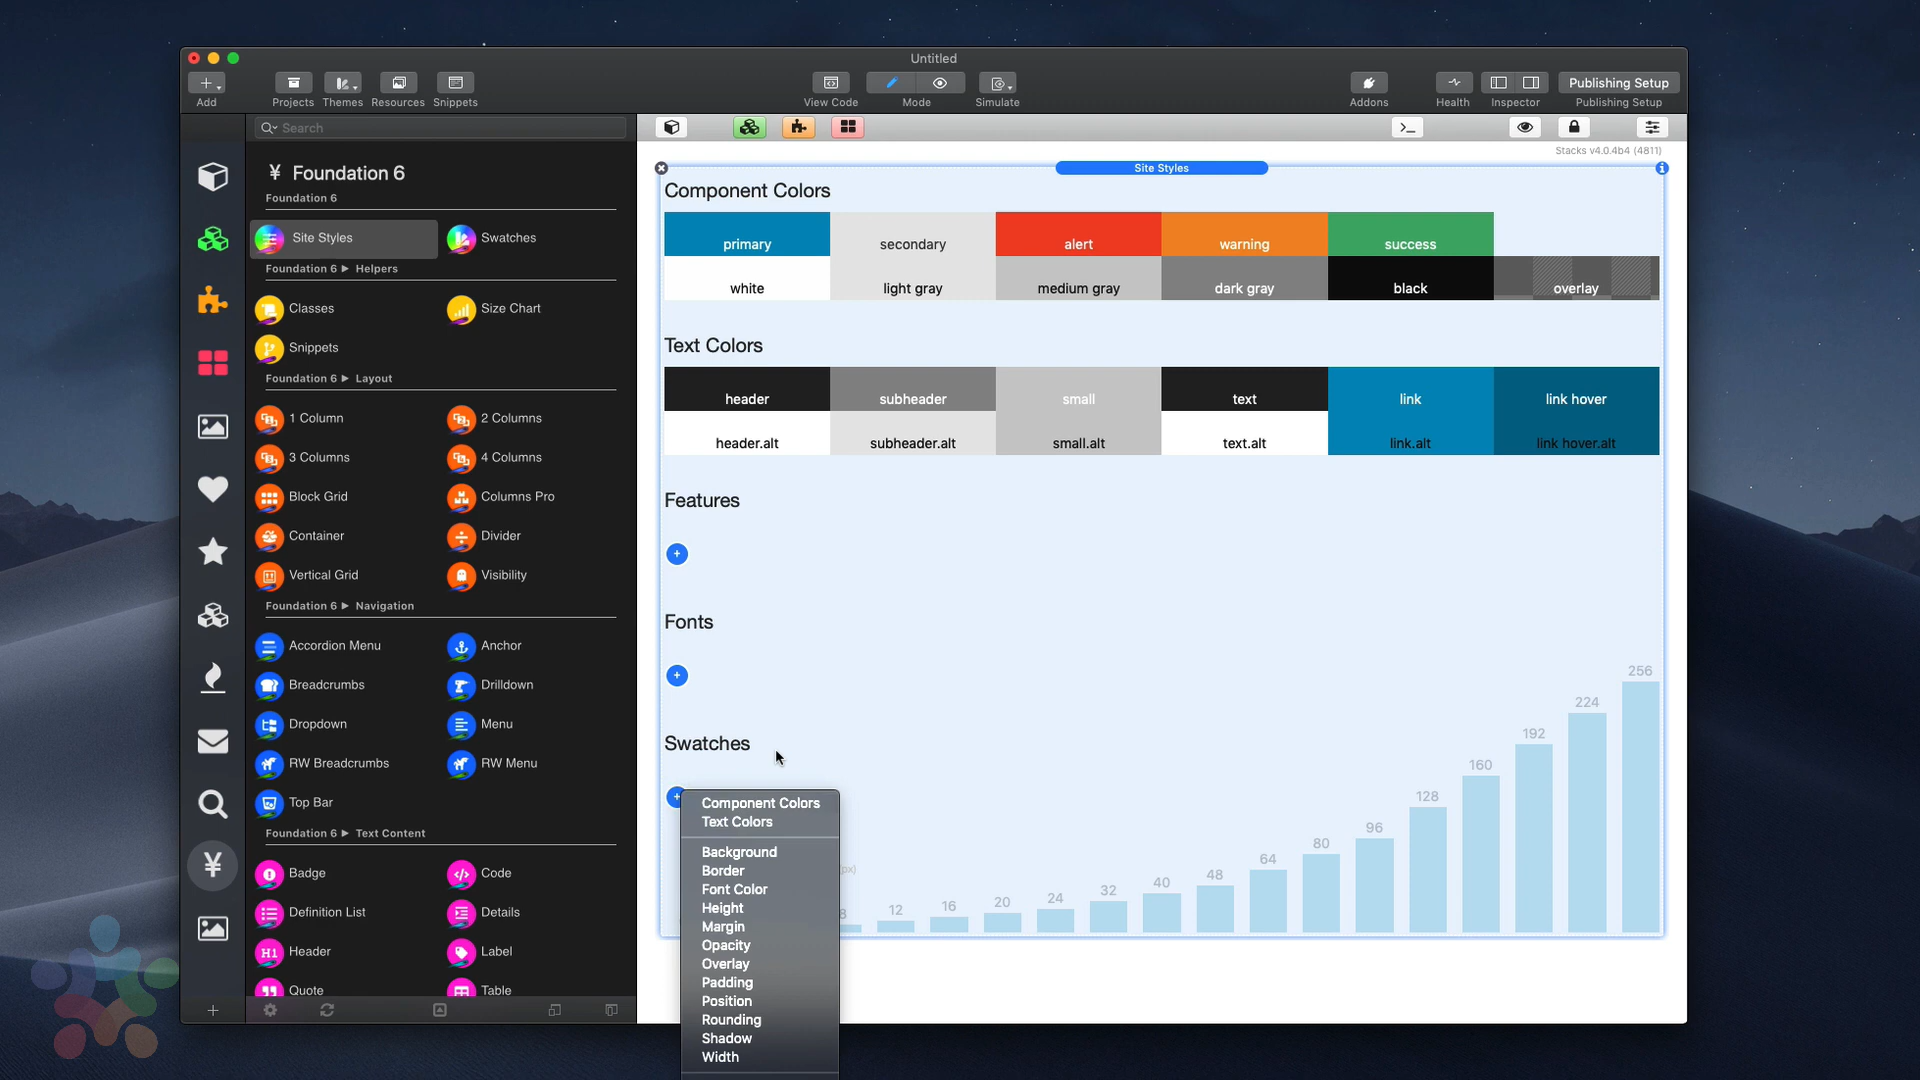 Untitled
Add
Projects
Themes
Resources
Snippets
View Code
Mode
Simulate
Addons
Health
Inspector
Publishing Setup
Publishing Setup
Search
Stacks v4.0.4b4 (4811)
¥ Foundation 6
Foundation 6
Site Styles
Swatches
Foundation 6 ▶ Helpers
Classes
Size Chart
Snippets
Foundation 6 ▶ Layout
1 Column
2 Columns
3 Columns
4 Columns
Block Grid
Columns Pro
Container
Divider
Vertical Grid
Visibility
Foundation 6 ▶ Navigation
Accordion Menu
Anchor
Breadcrumbs
Drilldown
Dropdown
Menu
RW Breadcrumbs
RW Menu
Top Bar
Foundation 6 ▶ Text Content
Badge
Code
Definition List
Details
H1 Header
Label
Quote
Table
¥
Site Styles
Component Colors
primary
secondary
alert
warning
success
white
light gray
medium gray
dark gray
black
overlay
Text Colors
header
subheader
small
text
link
link hover
header.alt
subheader.alt
small.alt
text.alt
link.alt
link hover.alt
Features
Fonts
Swatches
Component Colors
Text Colors
Background
Border
Font Color
Height
Margin
Opacity
Overlay
Padding
Position
Rounding
Shadow
Width
(px)
8
12
16
20
24
32
40
48
64
80
96
128
160
192
224
256